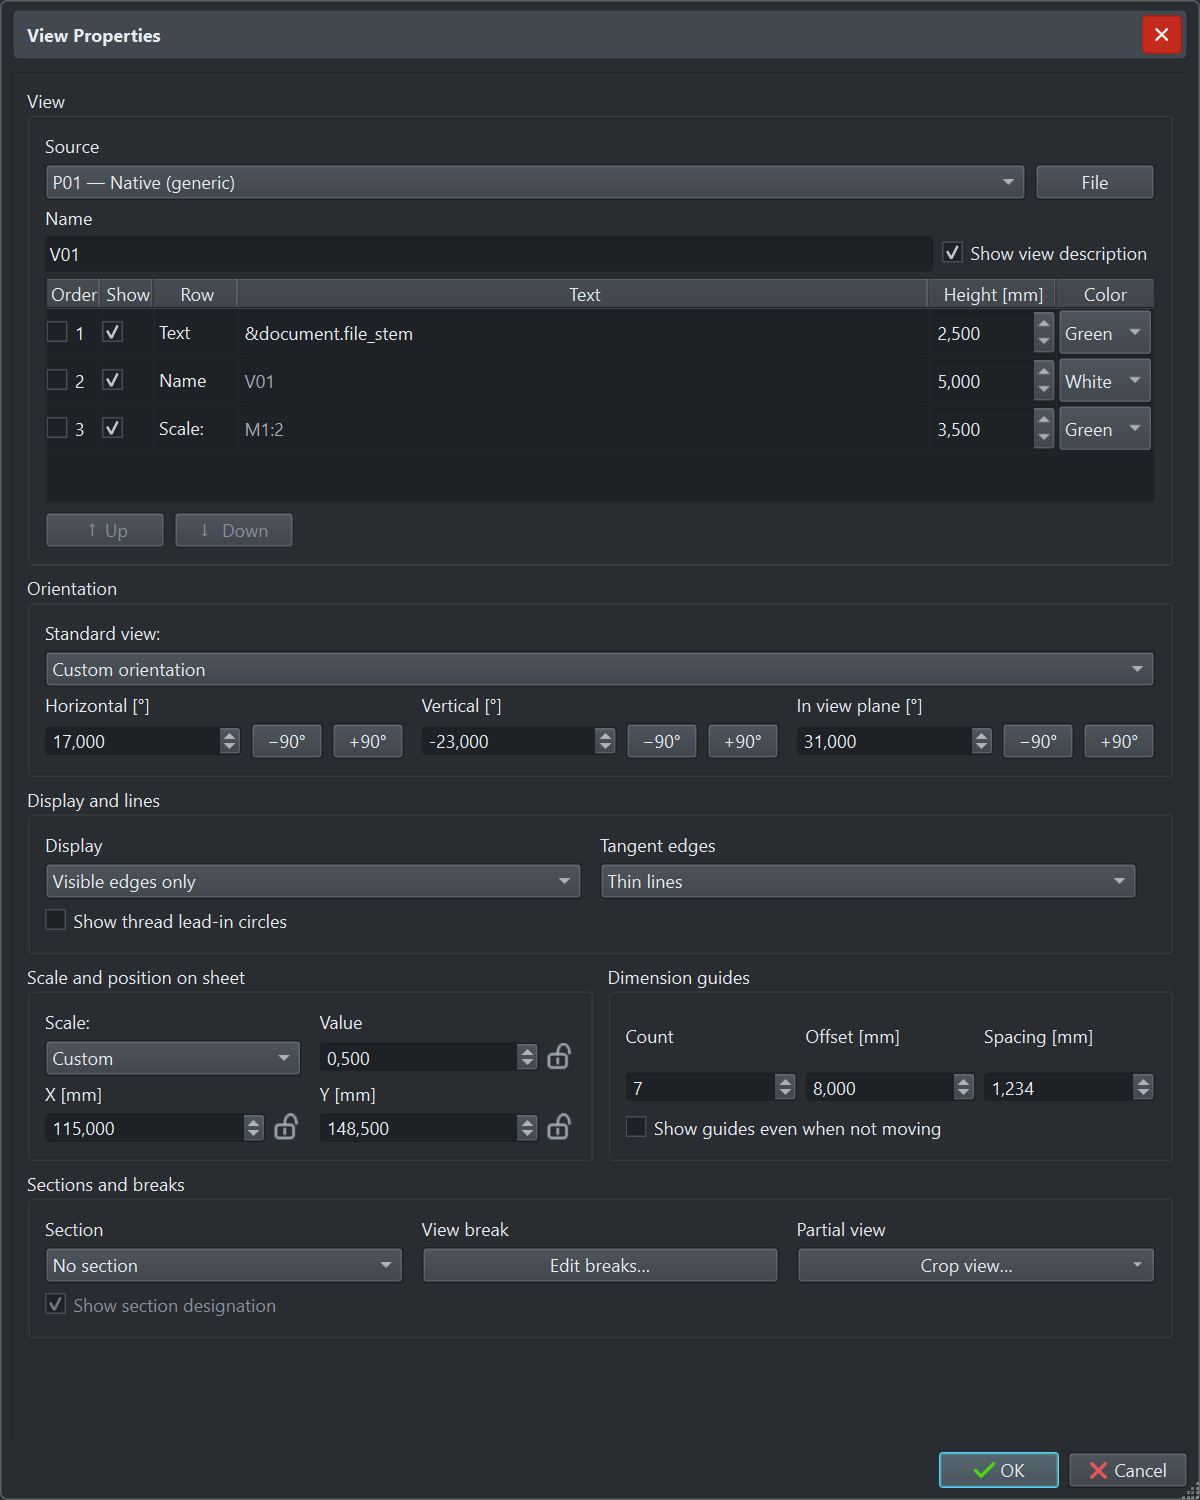 View Properties
View
Source
P01 — Native (generic)
File
Name
V01
Show view description
Order Show Row Text Height [mm] Color
1 Text &document.file_stem 2,500 Green
2 Name V01 5,000 White
3 Scale: M1:2 3,500 Green
↑ Up ↓ Down
Orientation
Standard view:
Custom orientation
Horizontal [°] Vertical [°] In view plane [°]
17,000 −90° +90° -23,000 −90° +90° 31,000 −90° +90°
Display and lines
Display Tangent edges
Visible edges only Thin lines
Show thread lead-in circles
Scale and position on sheet
Scale: Value
Custom 0,500
X [mm] Y [mm]
115,000 148,500
Dimension guides
Count Offset [mm] Spacing [mm]
7 8,000 1,234
Show guides even when not moving
Sections and breaks
Section View break Partial view
No section Edit breaks... Crop view...
Show section designation
OK Cancel